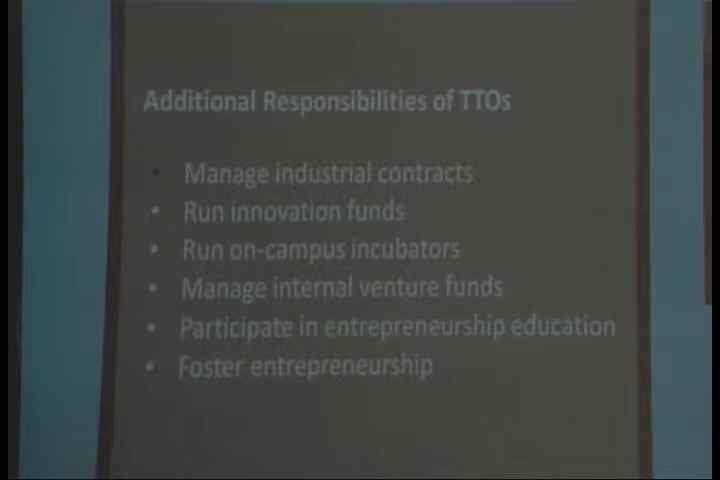 Additional Responsibilities of TTOs
• Manage industrial contracts
• Run innovation funds
• Run on-campus incubators
• Manage internal venture funds
• Participate in entrepreneurship education
• Foster entrepreneurship